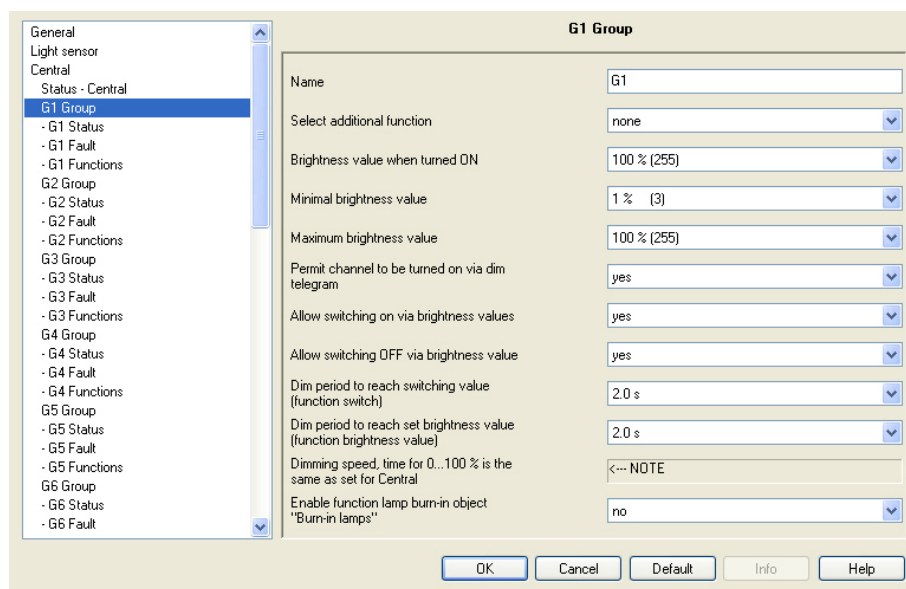 General
Light sensor
Central
Status - Central
G1 Group
- G1 Status
- G1 Fault
- G1 Functions
G2 Group
- G2 Status
- G2 Fault
- G2 Functions
G3 Group
- G3 Status
- G3 Fault
- G3 Functions
G4 Group
- G4 Status
- G4 Fault
- G4 Functions
G5 Group
- G5 Status
- G5 Fault
- G5 Functions
G6 Group
- G6 Status
- G6 Fault
G1 Group
Name G1
Select additional function none
Brightness value when turned ON 100 % (255)
Minimal brightness value 1 % (3)
Maximum brightness value 100 % (255)
Permit channel to be turned on via dim
telegram yes
Allow switching on via brightness values yes
Allow switching OFF via brightness value yes
Dim period to reach switching value
(function switch) 2.0 s
Dim period to reach set brightness value
(function brightness value) 2.0 s
Dimming speed, time for 0...100 % is the
same as set for Central <--- NOTE
Enable function lamp burn-in object
"Burn-in lamps" no
OK Cancel Default Info Help